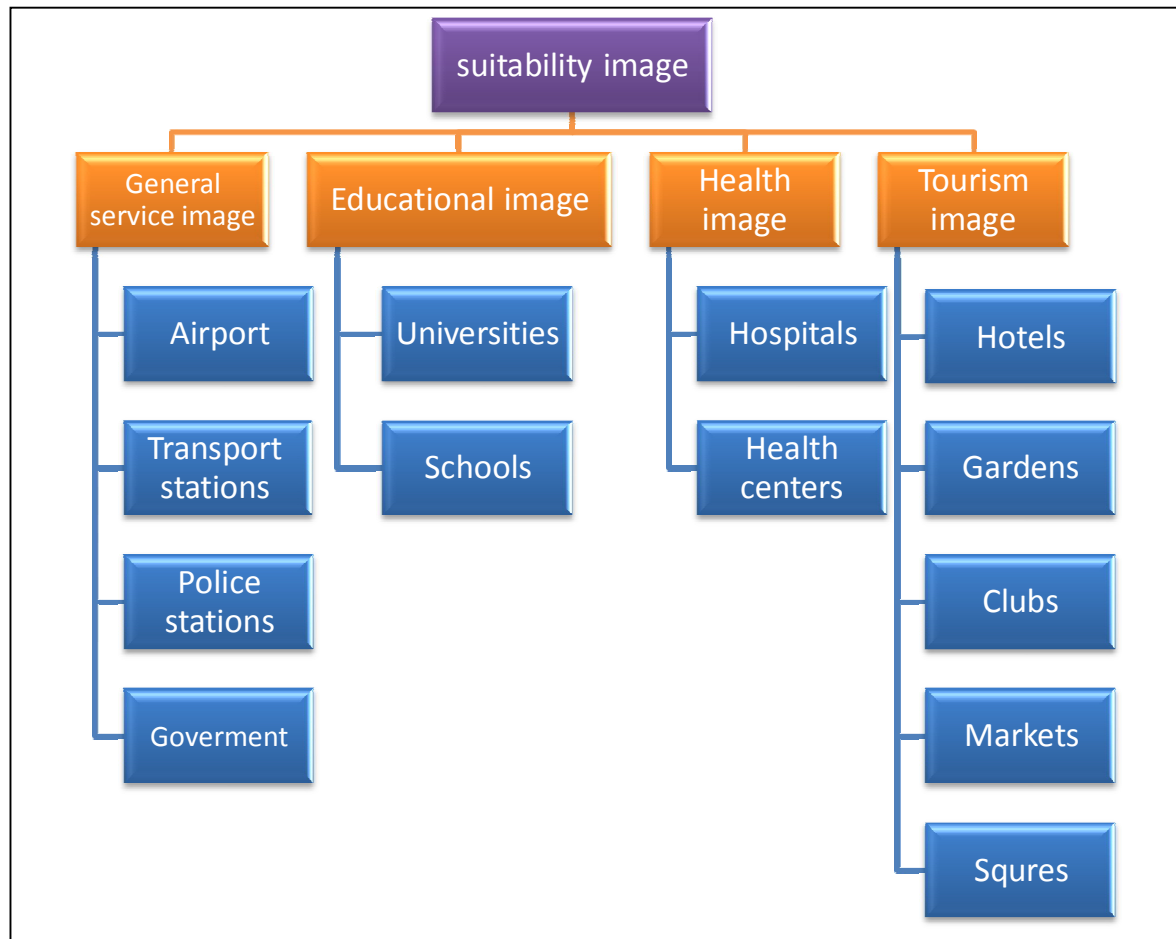 suitability image
General
service image
Airport
Transport
stations
Police
stations
Goverment
Educational image
Universities
Schools
Health
image
Hospitals
Health
centers
Tourism
image
Hotels
Gardens
Clubs
Markets
Squres